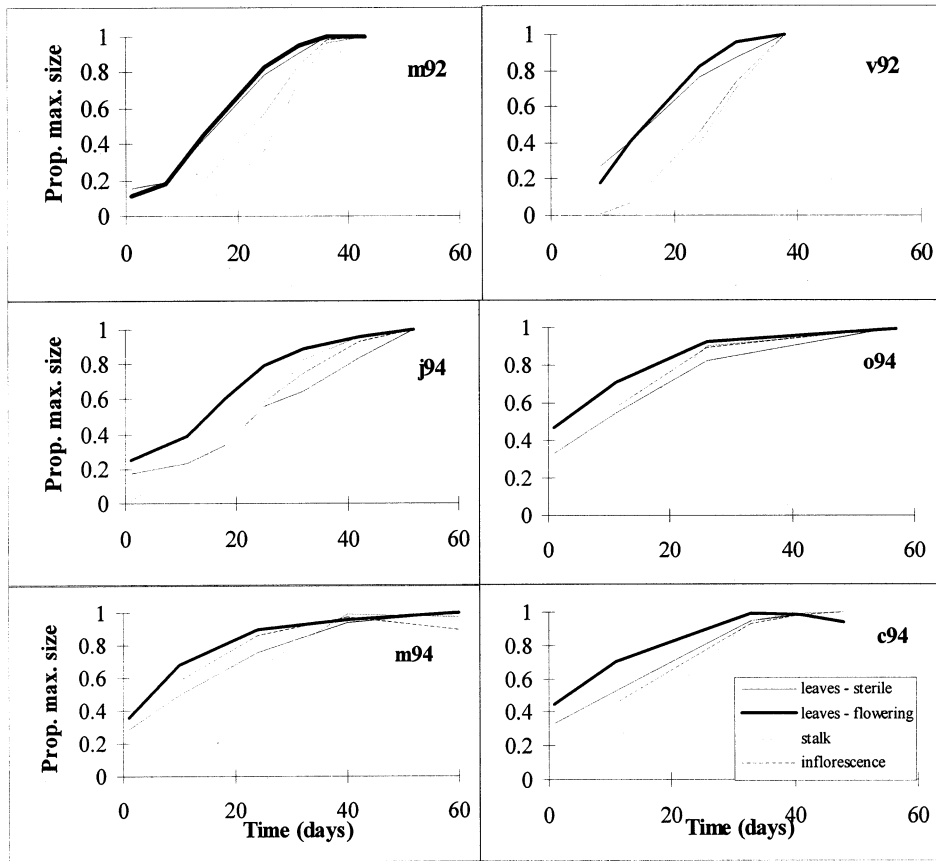 Prop. max. size
1
0.8
0.6
0.4
0.2
0
0 20 40 60
m92
1
0.8
0.6
0.4
0.2
0
0 20 40 60
v92
Prop. max. size
1
0.8
0.6
0.4
0.2
0
0 20 40 60
j94
1
0.8
0.6
0.4
0.2
0
0 20 40 60
o94
Prop. max. size
1
0.8
0.6
0.4
0.2
0
0 20 40 60
m94
Time (days)
1
0.8
0.6
0.4
0.2
0
0 20 40 60
c94
leaves - sterile
leaves - flowering
stalk
inflorescence
Time (days)